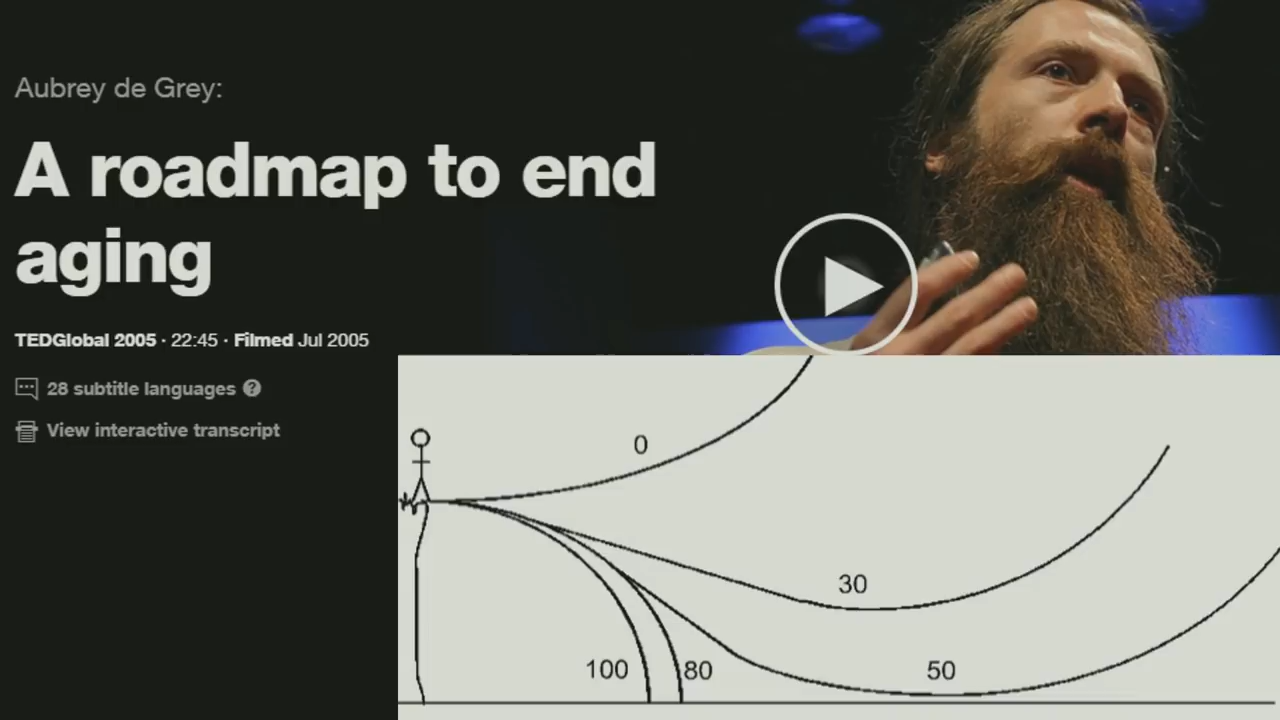 Aubrey de Grey:
A roadmap to end
aging
TEDGlobal 2005 · 22:45 · Filmed Jul 2005
28 subtitle languages ?
View interactive transcript
0
30
100 80 50